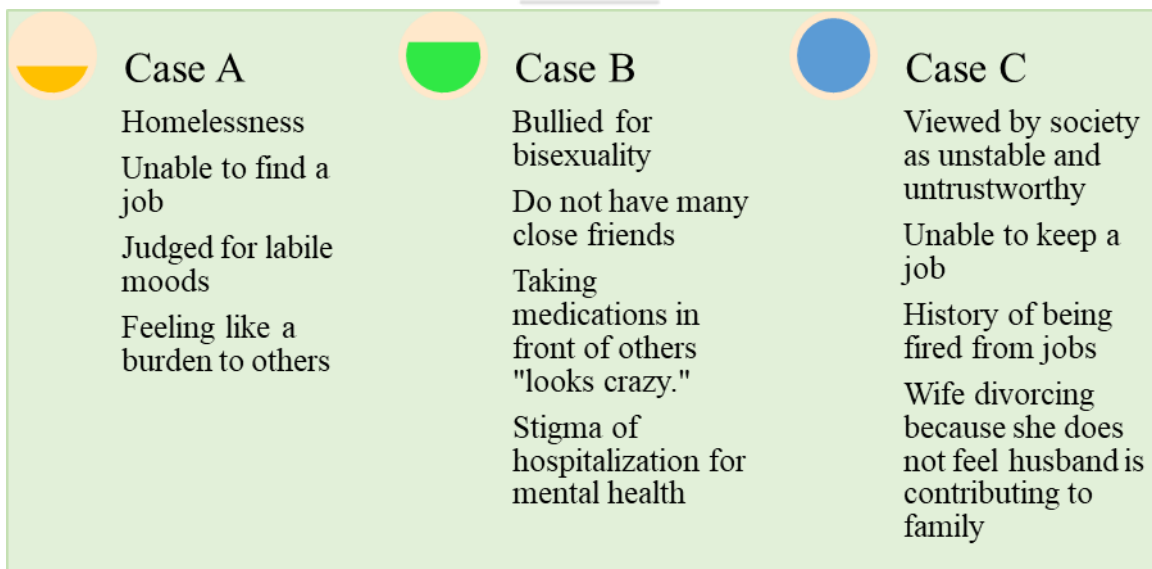 Case A
Homelessness
Unable to find a
job
Judged for labile
moods
Feeling like a
burden to others
Case B
Bullied for
bisexuality
Do not have many
close friends
Taking
medications in
front of others
"looks crazy."
Stigma of
hospitalization for
mental health
Case C
Viewed by society
as unstable and
untrustworthy
Unable to keep a
job
History of being
fired from jobs
Wife divorcing
because she does
not feel husband is
contributing to
family